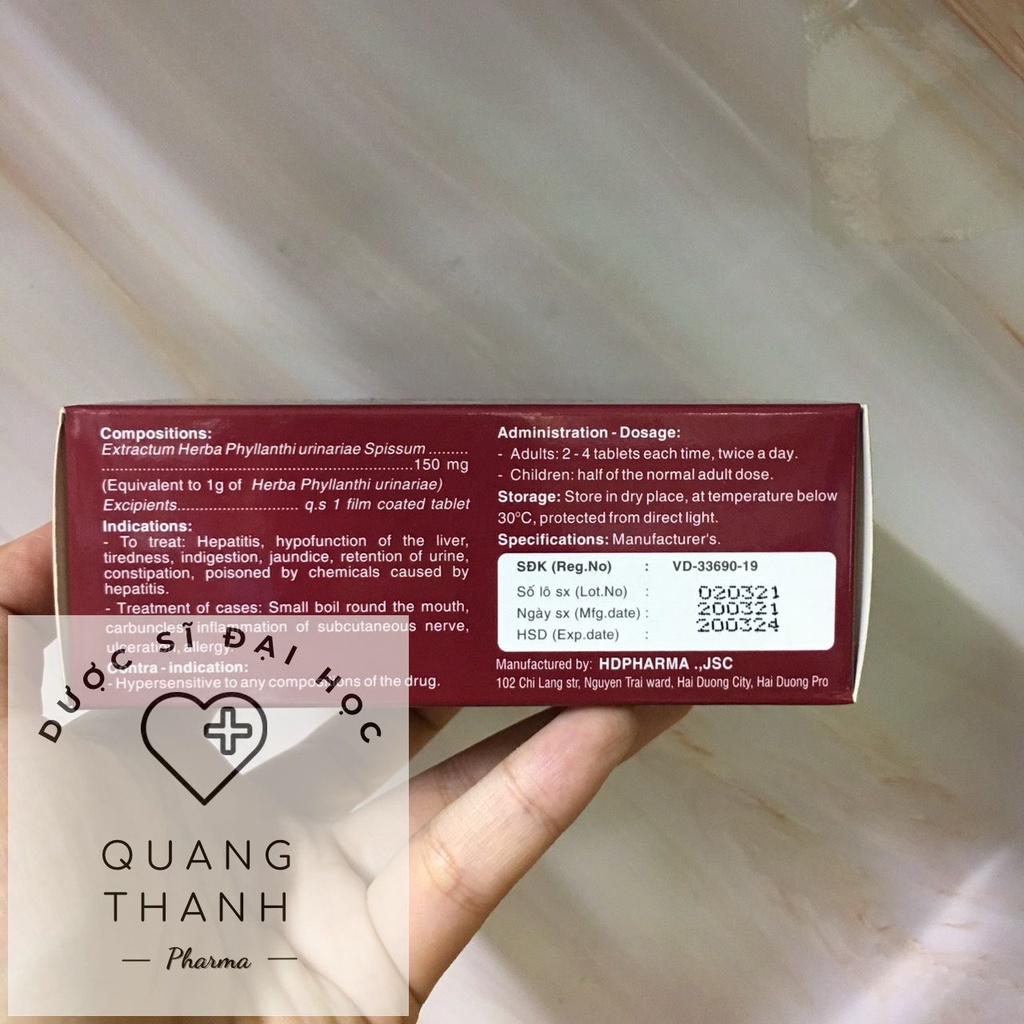 Compositions:
Extractum Herba Phyllanthi urinariae Spissum .........
..............................................................150 mg
(Equivalent to 1g of Herba Phyllanthi urinariae)
Excipients............................ q.s 1 film coated tablet
Indications:
- To treat: Hepatitis, hypofunction of the liver,
tiredness, indigestion, jaundice, retention of urine,
constipation, poisoned by chemicals caused by
hepatitis.
- Treatment of cases: Small boil round the mouth,
carbuncles, inflammation of subcutaneous nerve,
ulceration, allergy.
Contra - indication:
- Hypersensitive to any compositions of the drug.
Administration - Dosage:
- Adults: 2 - 4 tablets each time, twice a day.
- Children: half of the normal adult dose.
Storage: Store in dry place, at temperature below
30°C, protected from direct light.
Specifications: Manufacturer's.
SĐK (Reg.No) : VD-33690-19
Số lô sx (Lot.No) : 020321
Ngày sx (Mfg.date) : 200321
HSD (Exp.date) : 200324
Manufactured by: HDPHARMA .,JSC
102 Chi Lang str, Nguyen Trai ward, Hai Duong City, Hai Duong Pro
DƯỢC SĨ ĐẠI HỌC
QUANG
THANH
Pharma